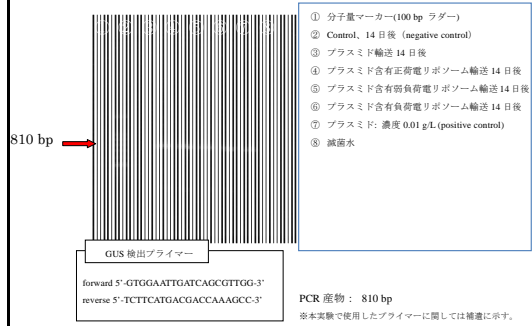 ① ② ③ ④ ⑤ ⑥ ⑦ ⑧
810 bp
① 分子量マーカー(100 bp ラダー)
② Control、14 日後（negative control）
③ プラスミド輸送 14 日後
④ プラスミド含有正荷電リポソーム輸送 14 日後
⑤ プラスミド含有弱負荷電リポソーム輸送 14 日後
⑥ プラスミド含有負荷電リポソーム輸送 14 日後
⑦ プラスミド: 濃度 0.01 g/L (positive control)
⑧ 滅菌水
GUS 検出プライマー
forward 5’-GTGGAATTGATCAGCGTTGG-3’
reverse 5’-TCTTCATGACGACCAAAGCC-3’
PCR 産物： 810 bp
※本実験で使用したプライマーに関しては補遺に示す。